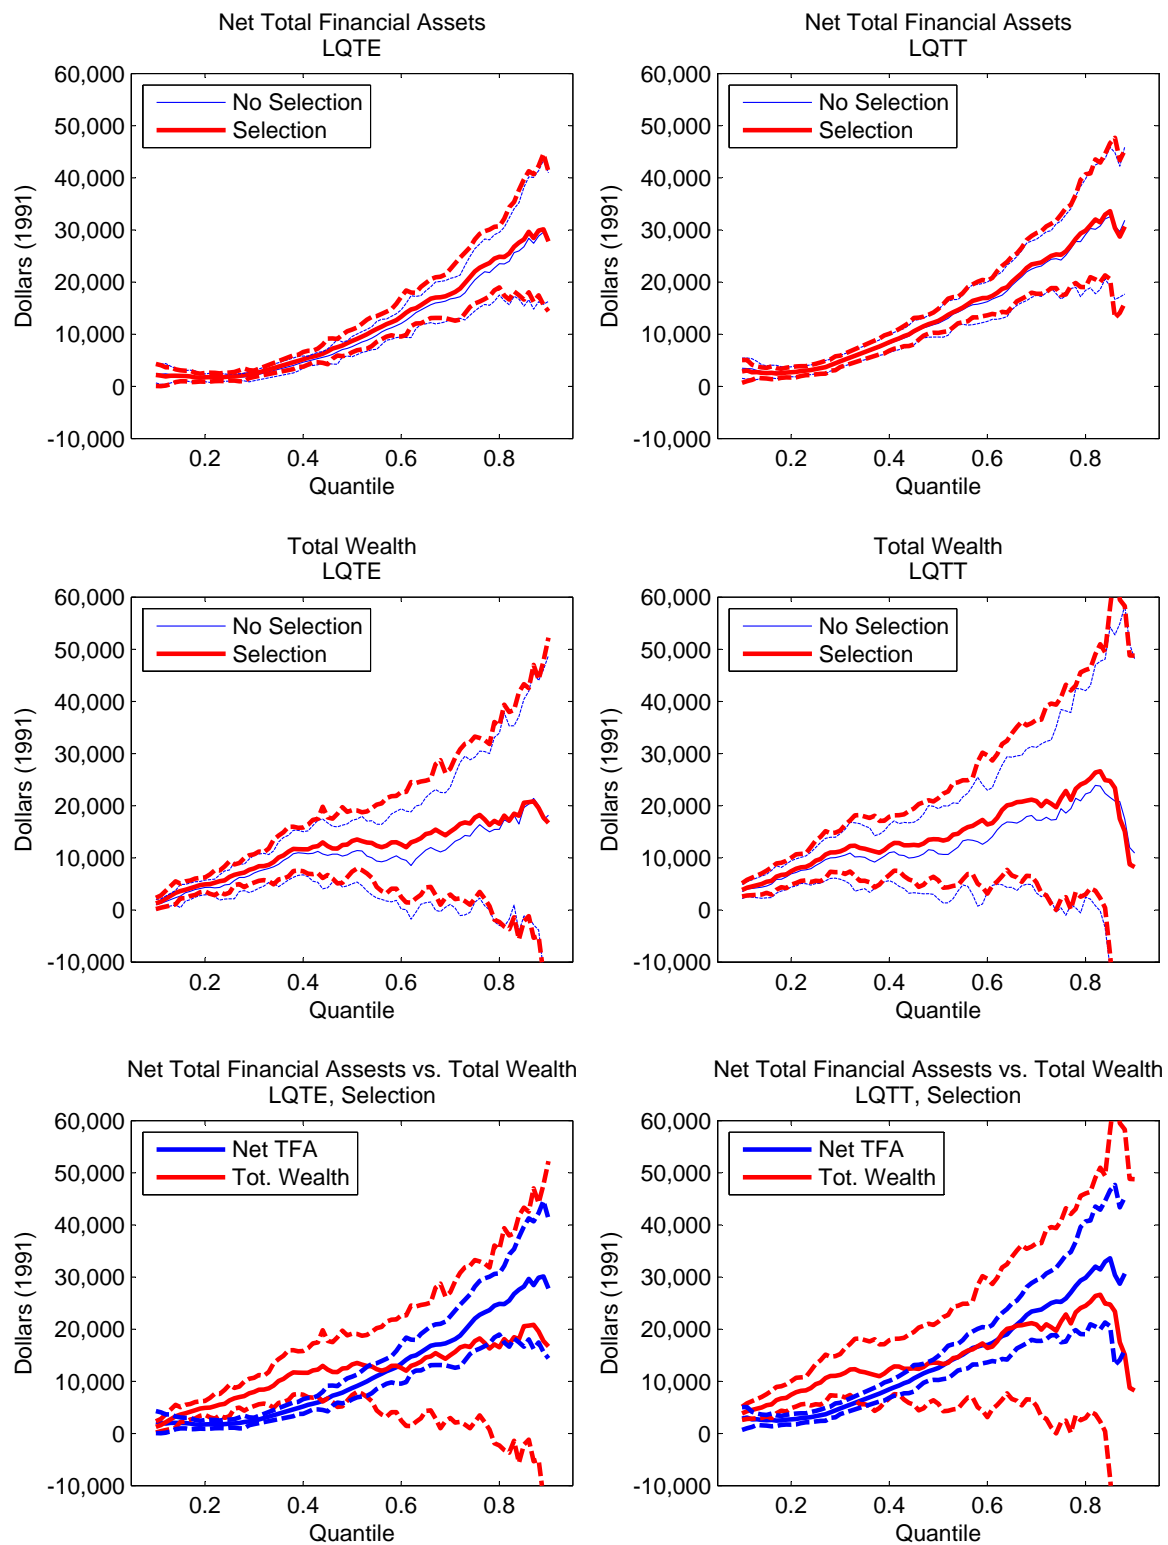 Net Total Financial Assets
LQTE
60,000
50,000
40,000
30,000
20,000
10,000
0
-10,000
Dollars (1991)
No Selection
Selection
0.2
0.4
0.6
0.8
Quantile
Net Total Financial Assets
LQTT
60,000
50,000
40,000
30,000
20,000
10,000
0
-10,000
Dollars (1991)
No Selection
Selection
0.2
0.4
0.6
0.8
Quantile
Total Wealth
LQTE
60,000
50,000
40,000
30,000
20,000
10,000
0
-10,000
Dollars (1991)
No Selection
Selection
0.2
0.4
0.6
0.8
Quantile
Total Wealth
LQTT
60,000
50,000
40,000
30,000
20,000
10,000
0
-10,000
Dollars (1991)
No Selection
Selection
0.2
0.4
0.6
0.8
Quantile
Net Total Financial Assests vs. Total Wealth
LQTE, Selection
60,000
50,000
40,000
30,000
20,000
10,000
0
-10,000
Dollars (1991)
Net TFA
Tot. Wealth
0.2
0.4
0.6
0.8
Quantile
Net Total Financial Assests vs. Total Wealth
LQTT, Selection
60,000
50,000
40,000
30,000
20,000
10,000
0
-10,000
Dollars (1991)
Net TFA
Tot. Wealth
0.2
0.4
0.6
0.8
Quantile